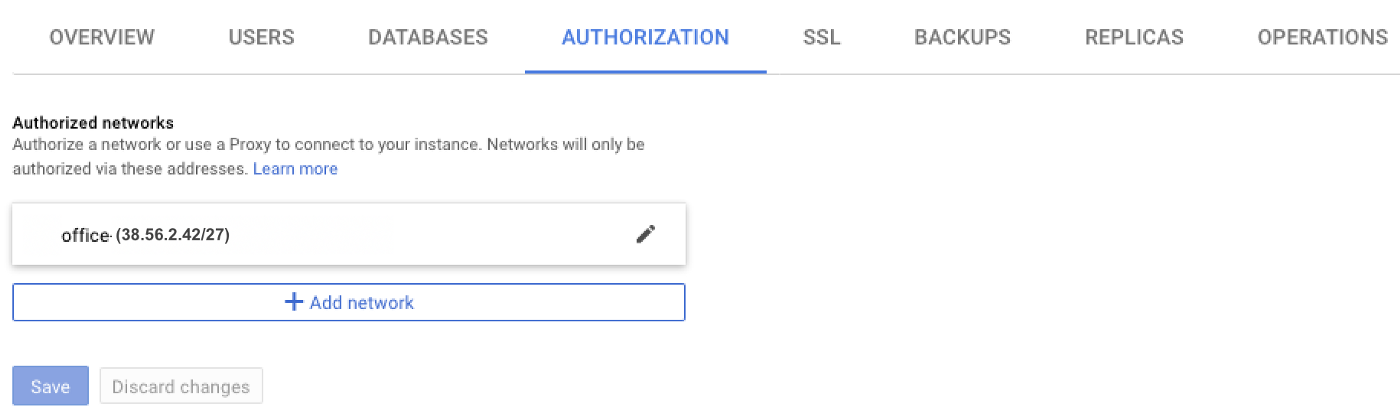 OVERVIEW USERS DATABASES AUTHORIZATION SSL BACKUPS REPLICAS OPERATIONS
Authorized networks
Authorize a network or use a Proxy to connect to your instance. Networks will only be
authorized via these addresses. Learn more
office (38.56.2.42/27)
+ Add network
Save Discard changes